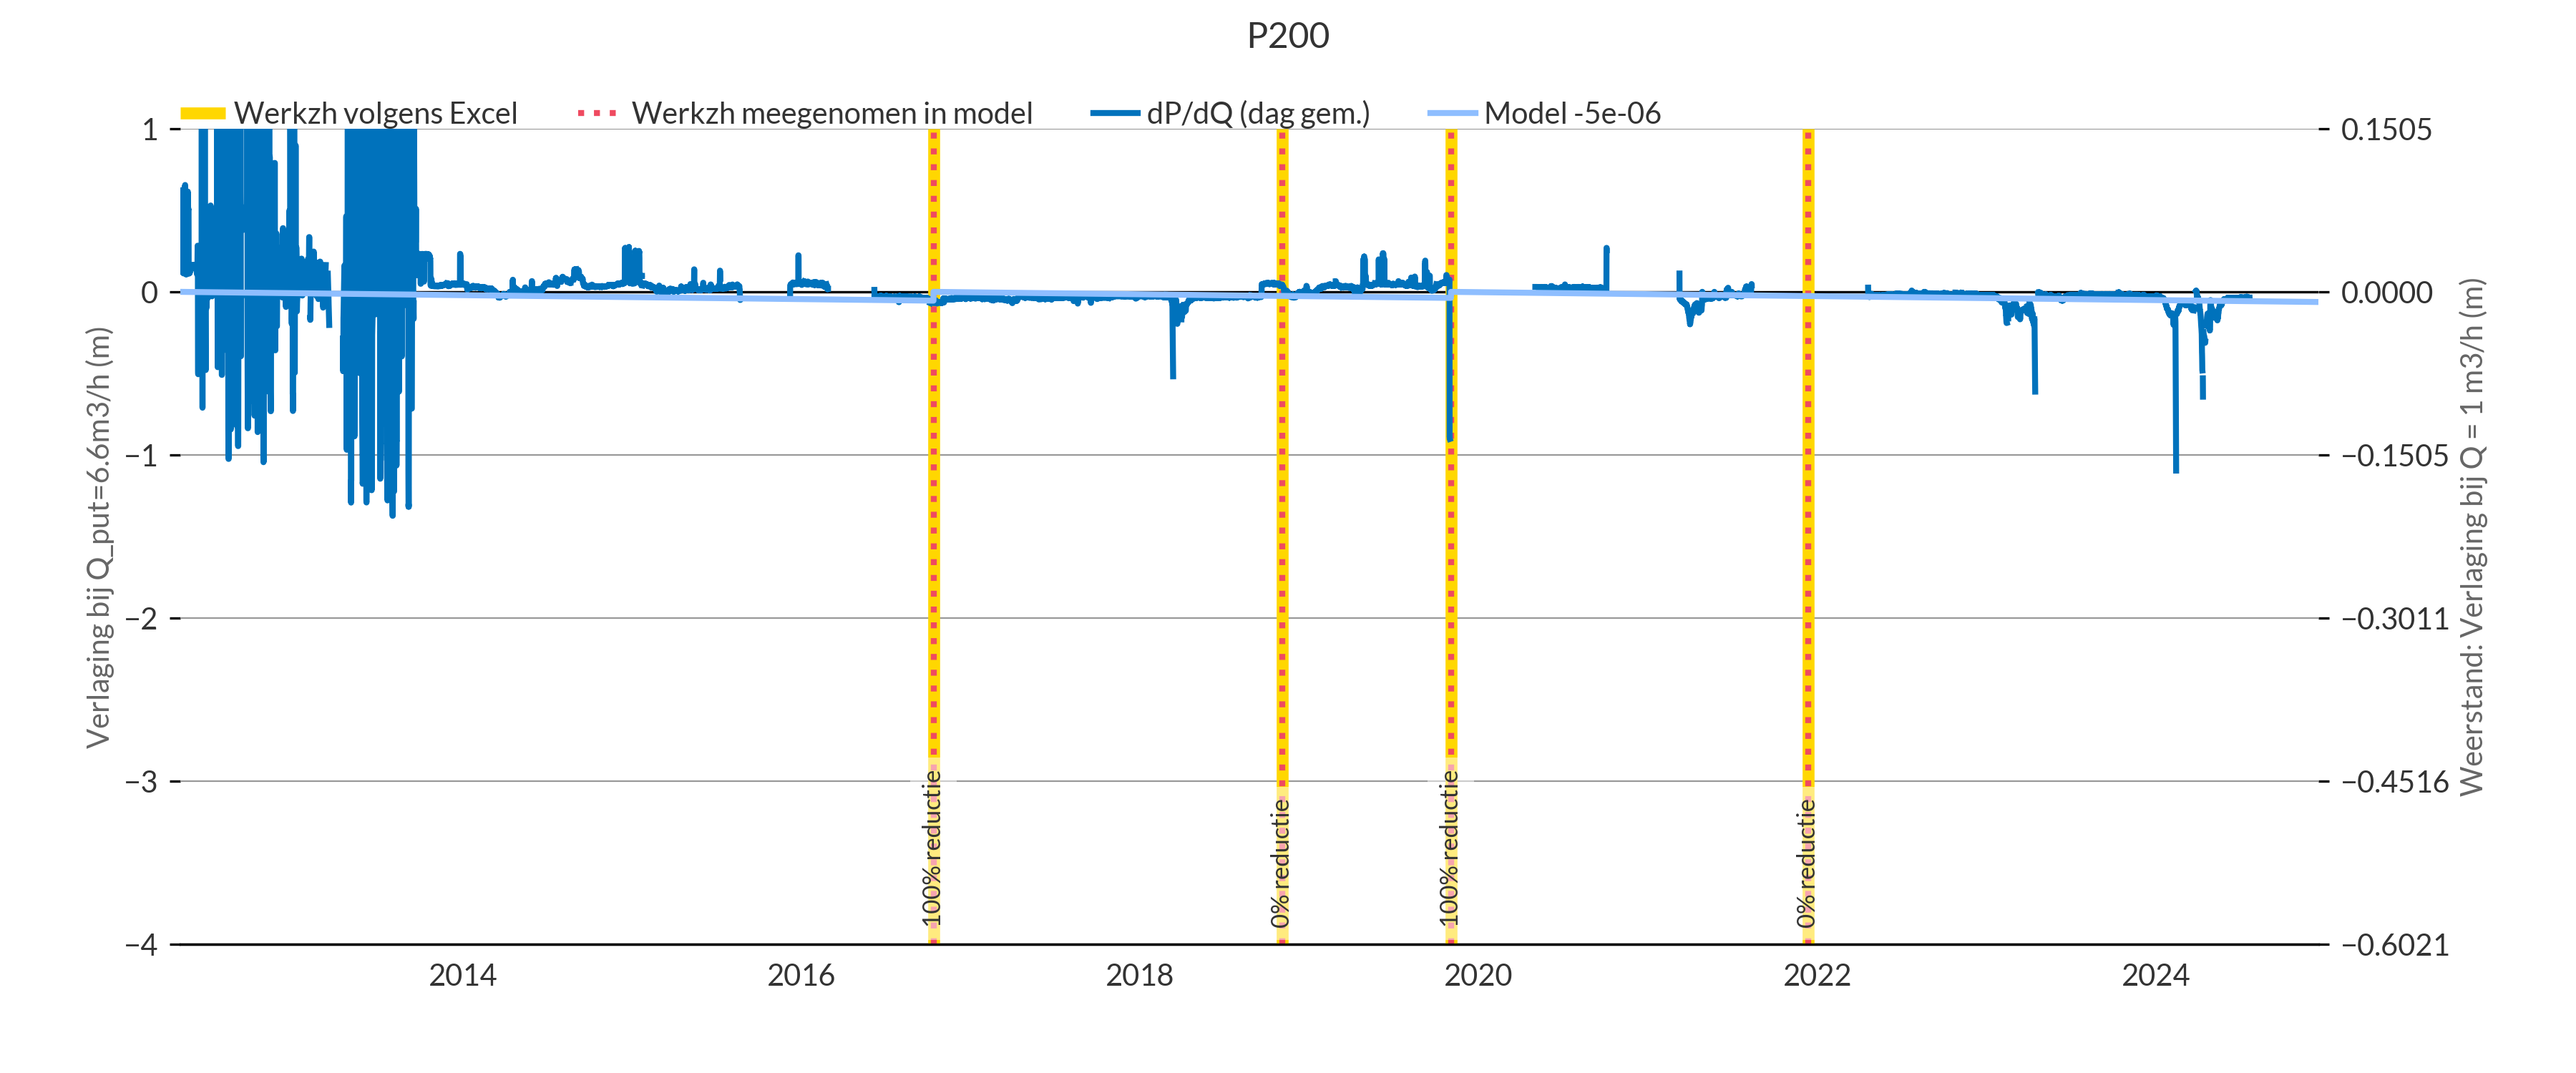 P200
Werkzh volgens Excel
Werkzh meegenomen in model
dP/dQ (dag gem.)
Model -5e-06
1
0
−1
−2
−3
−4
0.1505
0.0000
−0.1505
−0.3011
−0.4516
−0.6021
Verlaging bij Q_put=6.6m3/h (m)
Weerstand: Verlaging bij Q = 1 m3/h (m)
100% reductie
0% reductie
100% reductie
0% reductie
2014
2016
2018
2020
2022
2024